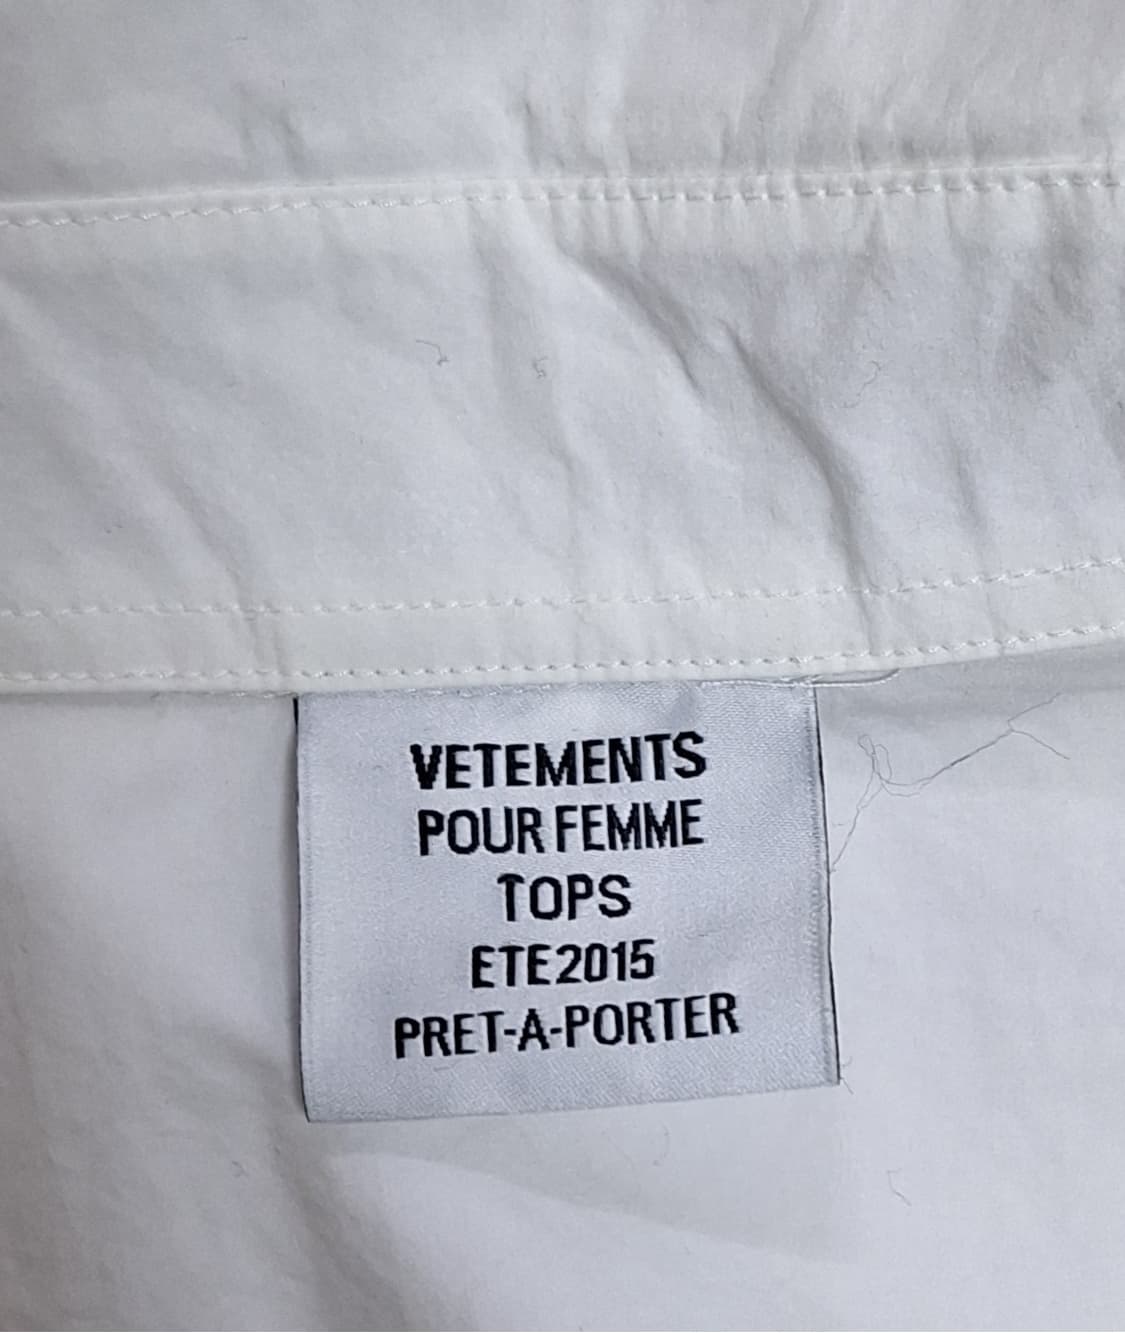 VETEMENTS
POUR FEMME
TOPS
ETE2015
PRET-A-PORTER